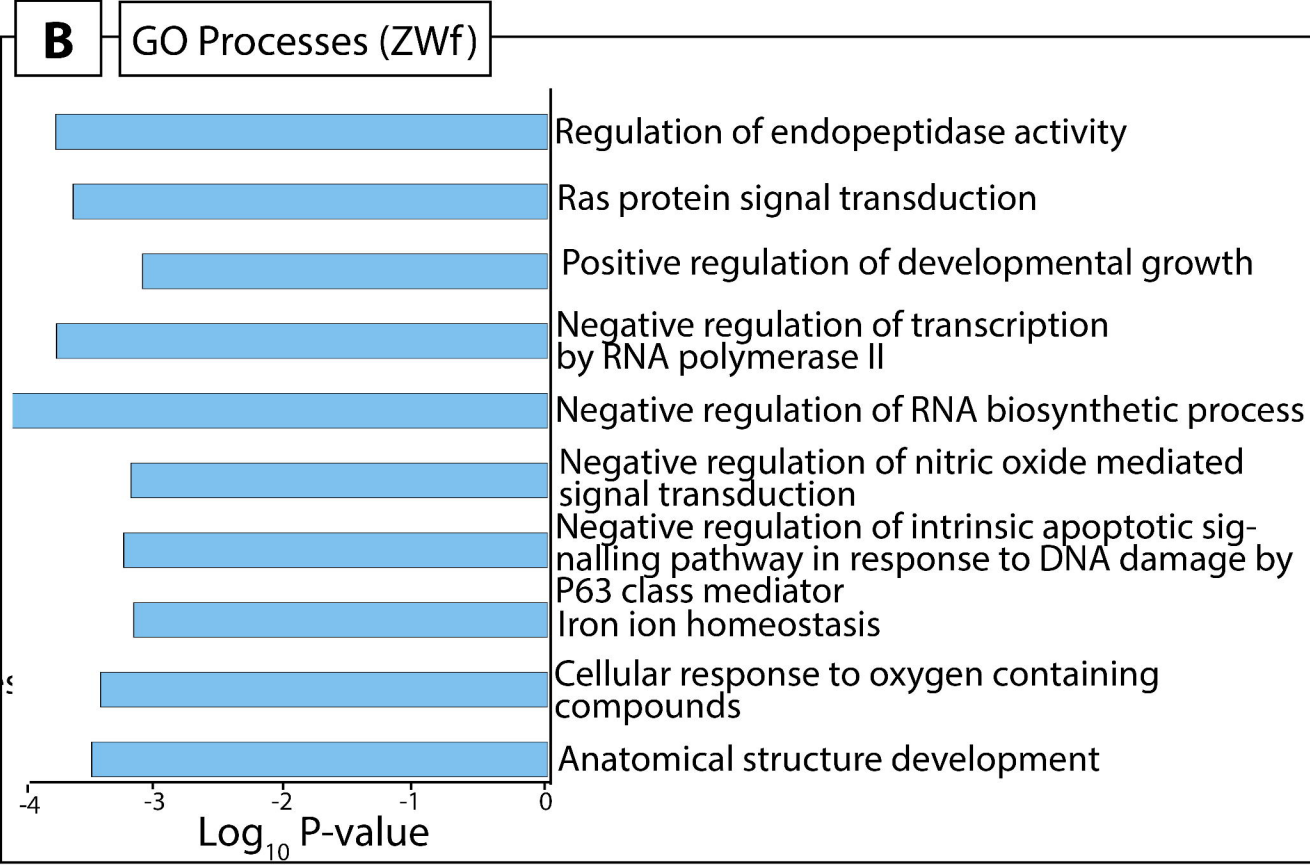 B
GO Processes (ZWf)
Regulation of endopeptidase activity
Ras protein signal transduction
Positive regulation of developmental growth
Negative regulation of transcription
by RNA polymerase II
Negative regulation of RNA biosynthetic process
Negative regulation of nitric oxide mediated
signal transduction
Negative regulation of intrinsic apoptotic sig-
nalling pathway in response to DNA damage by
P63 class mediator
Iron ion homeostasis
Cellular response to oxygen containing
compounds
Anatomical structure development
-4 -3 -2 -1 0
Log10 P-value